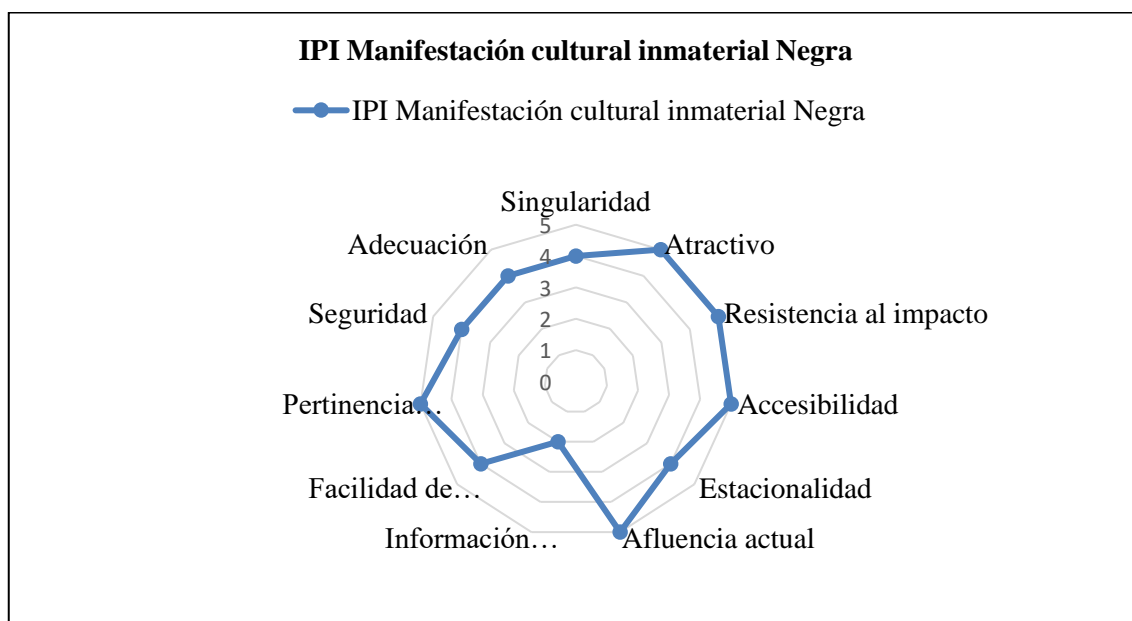 IPI Manifestación cultural inmaterial Negra
IPI Manifestación cultural inmaterial Negra
Singularidad
Atractivo
Resistencia al impacto
Accesibilidad
Estacionalidad
Afluencia actual
Información…
Facilidad de…
Pertinencia…
Seguridad
Adecuación
5
4
3
2
1
0